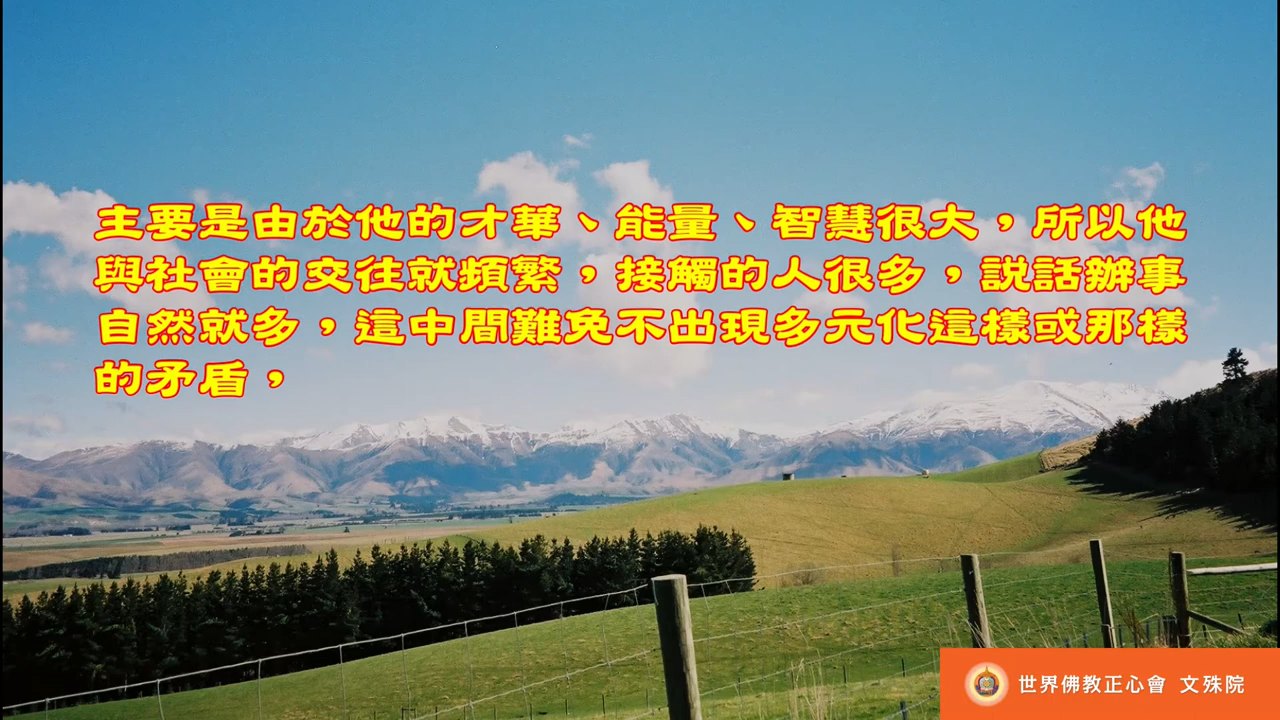 主要是由於他的才華、能量、智慧很大，所以他
與社會的交往就頻繁，接觸的人很多，說話辦事
自然就多，這中間難免不出現多元化這樣或那樣
的矛盾，
世界佛教正心會 文殊院